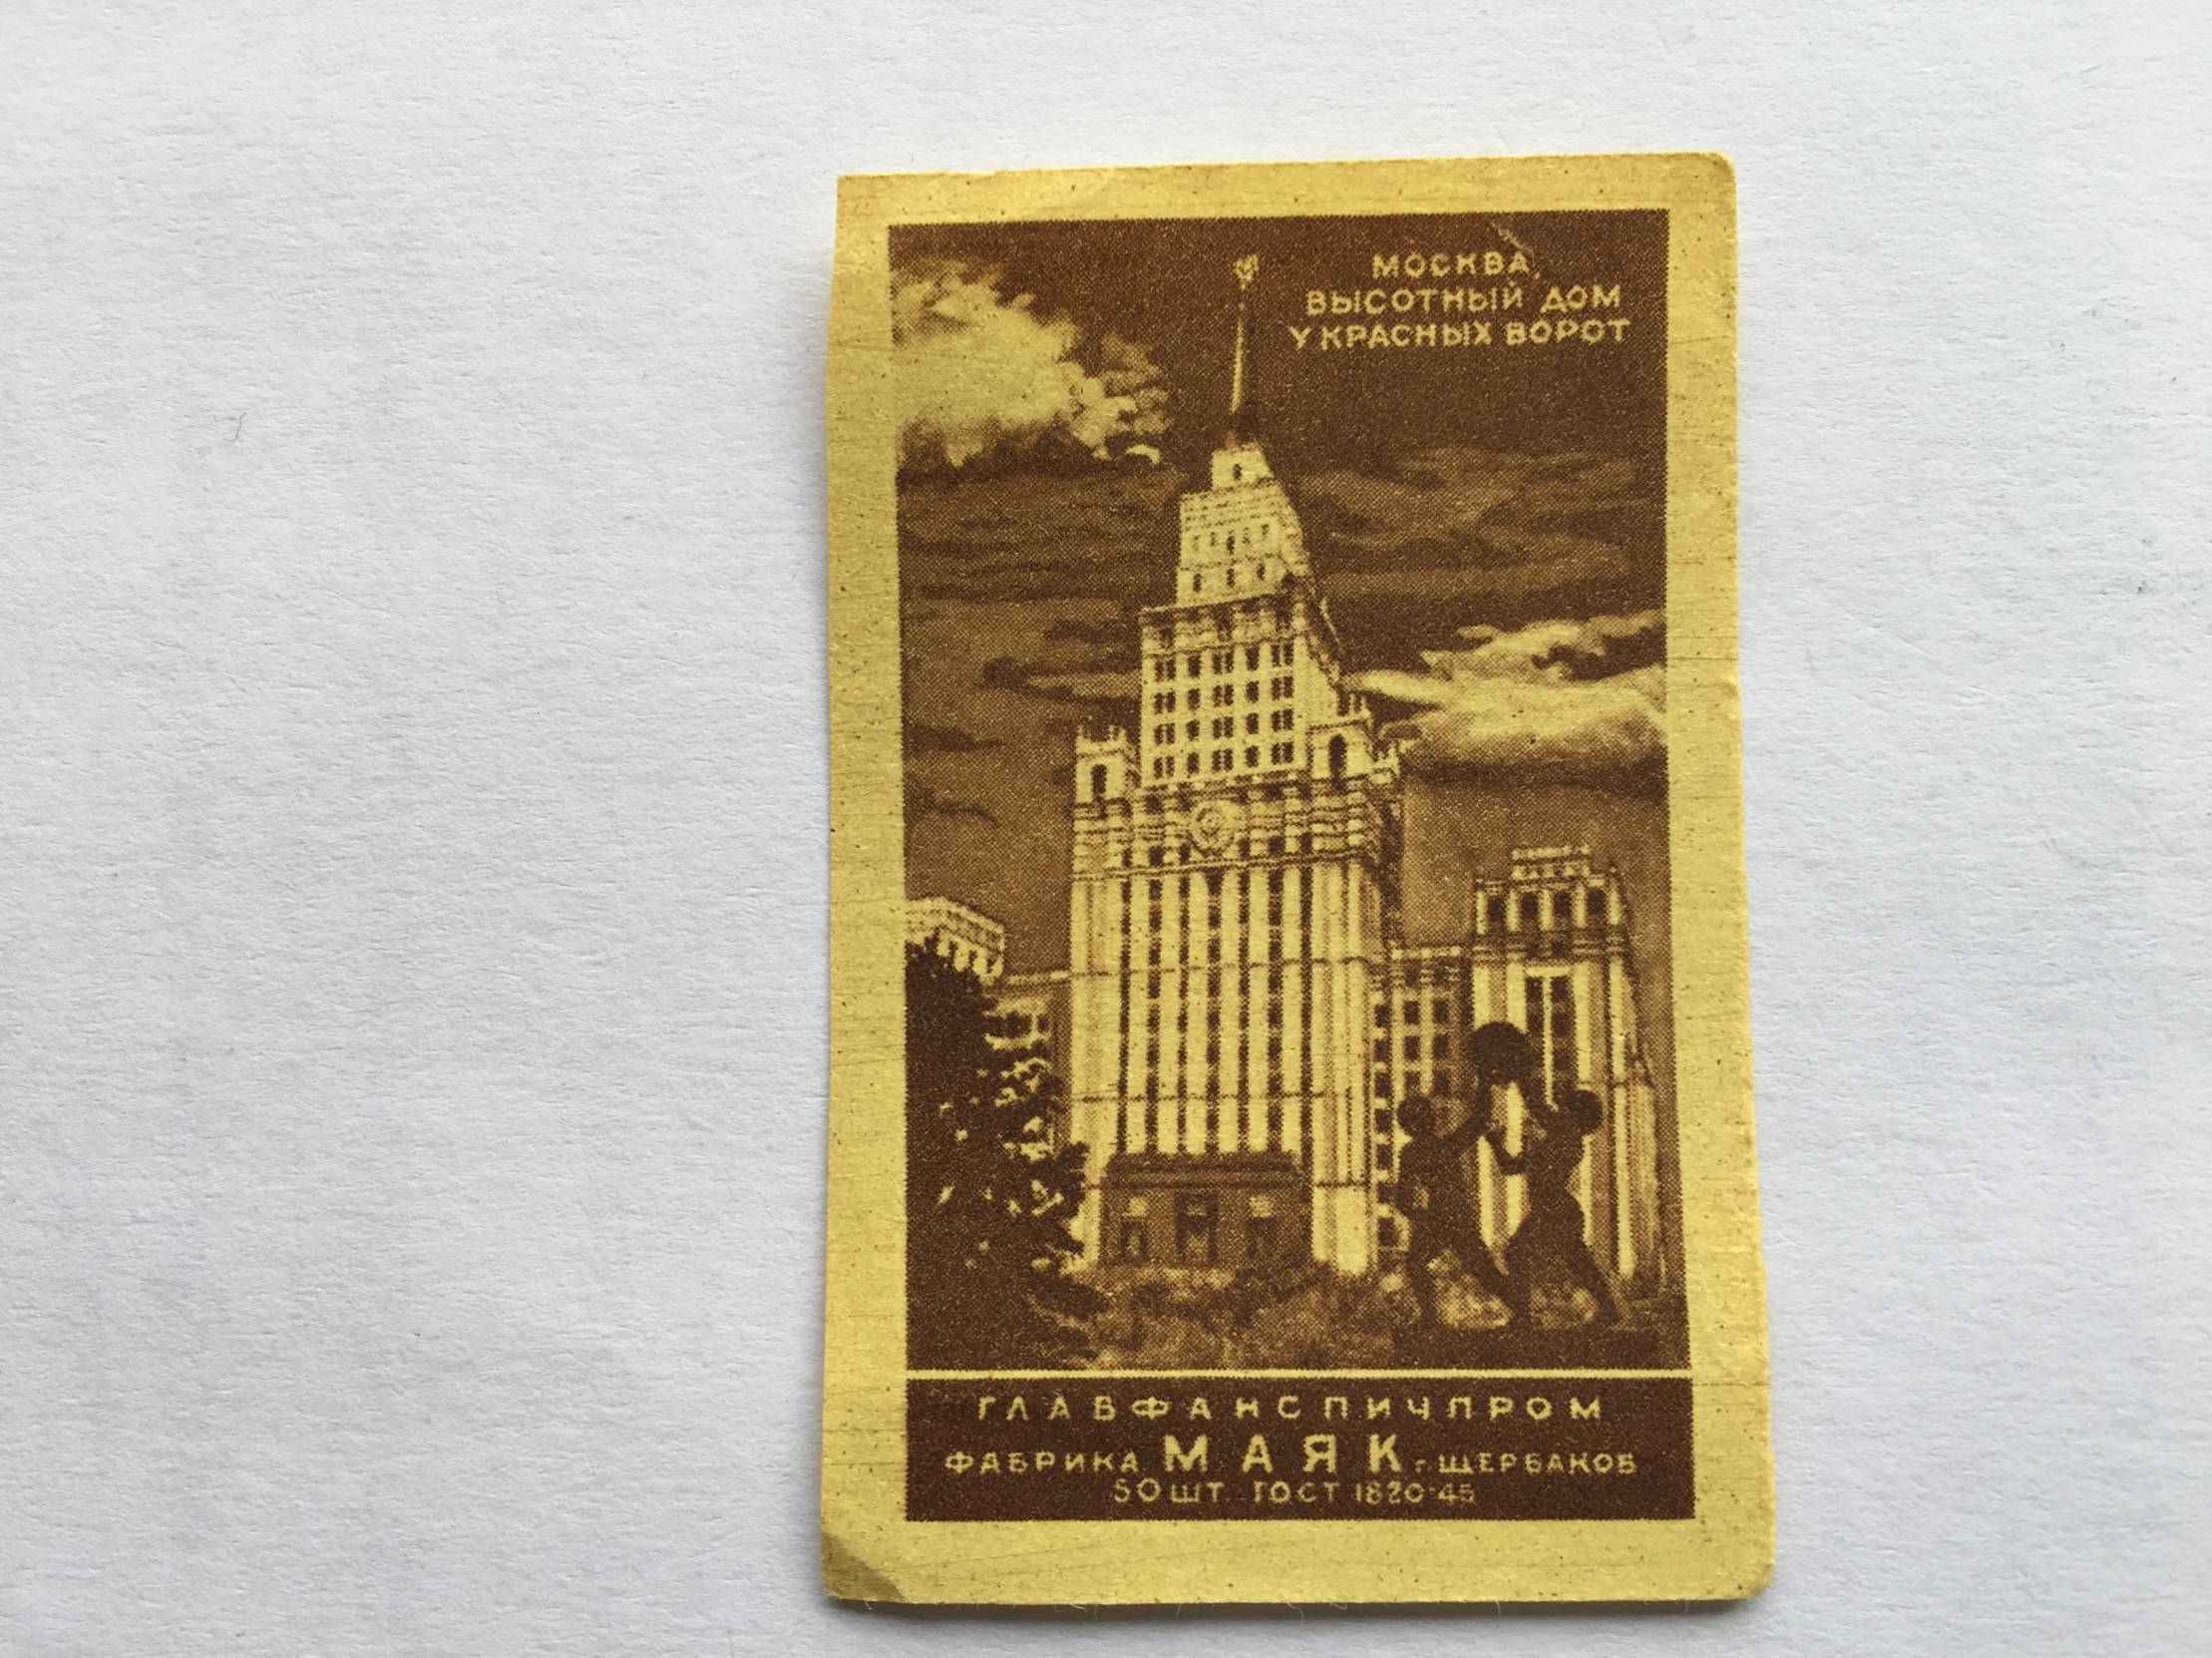 МОСКВА,
ВЫСОТНЫЙ ДОМ
У КРАСНЫХ ВОРОТ
ГЛАВФАНСПИЧПРОМ
ФАБРИКА МАЯК г. ЩЕРБАКОВ
50 ШТ. ГОСТ 1820-45